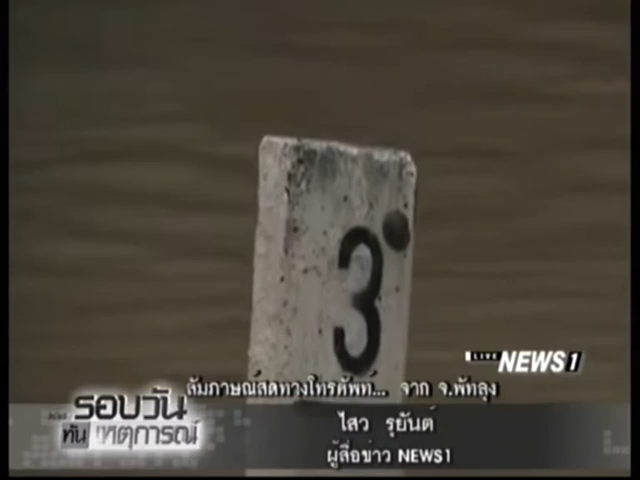 3
LIVE NEWS1
สัมภาษณ์สดทางโทรศัพท์... จาก จ.พัทลุง
รอบวัน
ทันเหตุการณ์
ไสว รุยันต์
ผู้สื่อข่าว NEWS1